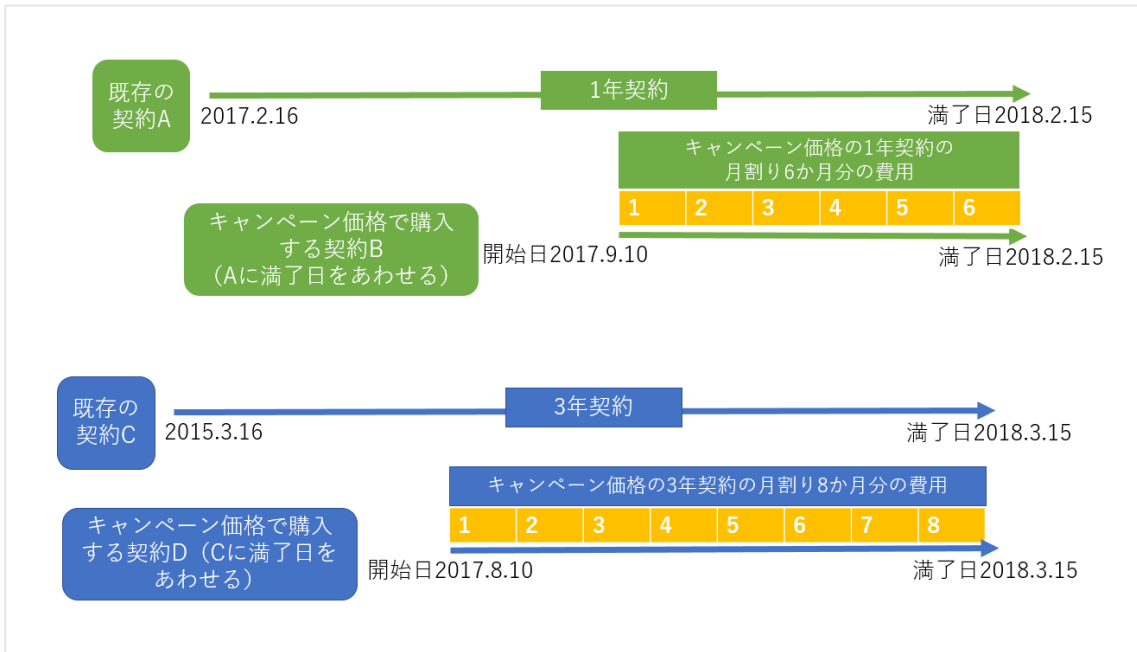 既存の
契約A
2017.2.16
1年契約
満了日2018.2.15
キャンペーン価格の1年契約の
月割り6か月分の費用
1 2 3 4 5 6
キャンペーン価格で購入
する契約B
（Aに満了日をあわせる）
開始日2017.9.10
満了日2018.2.15
既存の
契約C
2015.3.16
3年契約
満了日2018.3.15
キャンペーン価格の3年契約の月割り8か月分の費用
1 2 3 4 5 6 7 8
キャンペーン価格で購入
する契約D（Cに満了日を
あわせる）
開始日2017.8.10
満了日2018.3.15